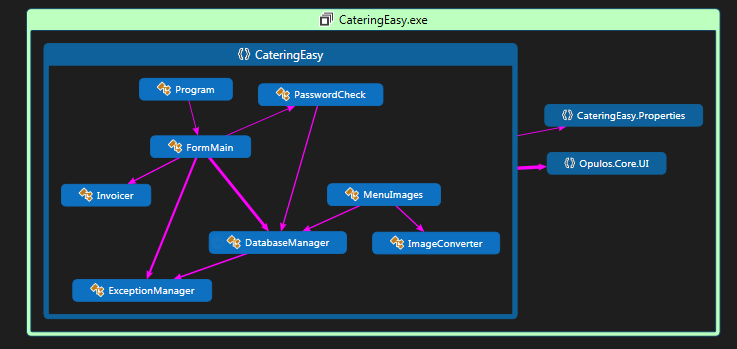 CateringEasy.exe
CateringEasy
Program
PasswordCheck
CateringEasy.Properties
FormMain
Opulos.Core.UI
Invoicer
MenuImages
DatabaseManager
ImageConverter
ExceptionManager